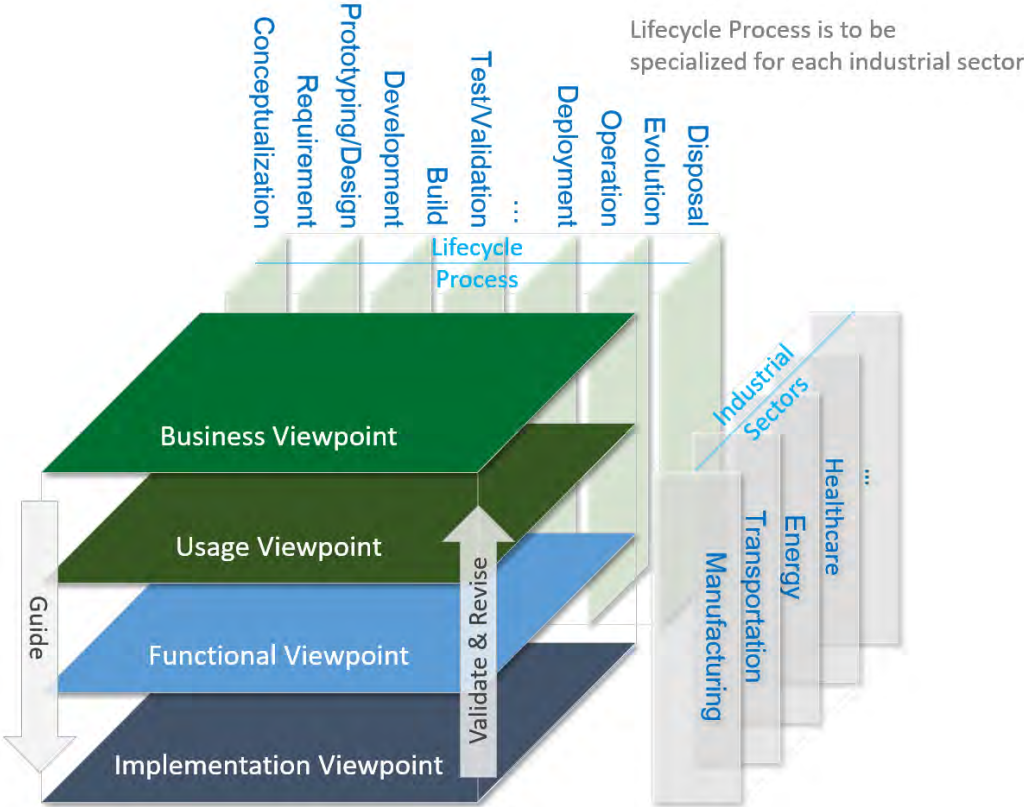 Lifecycle Process is to be
specialized for each industrial sector
Conceptualization
Requirement
Prototyping/Design
Development
Build
Test/Validation
...
Deployment
Operation
Evolution
Disposal
Lifecycle
Process
Industrial
Sectors
Business Viewpoint
Usage Viewpoint
Functional Viewpoint
Implementation Viewpoint
Guide
Validate & Revise
Manufacturing
Transportation
Energy
Healthcare
...